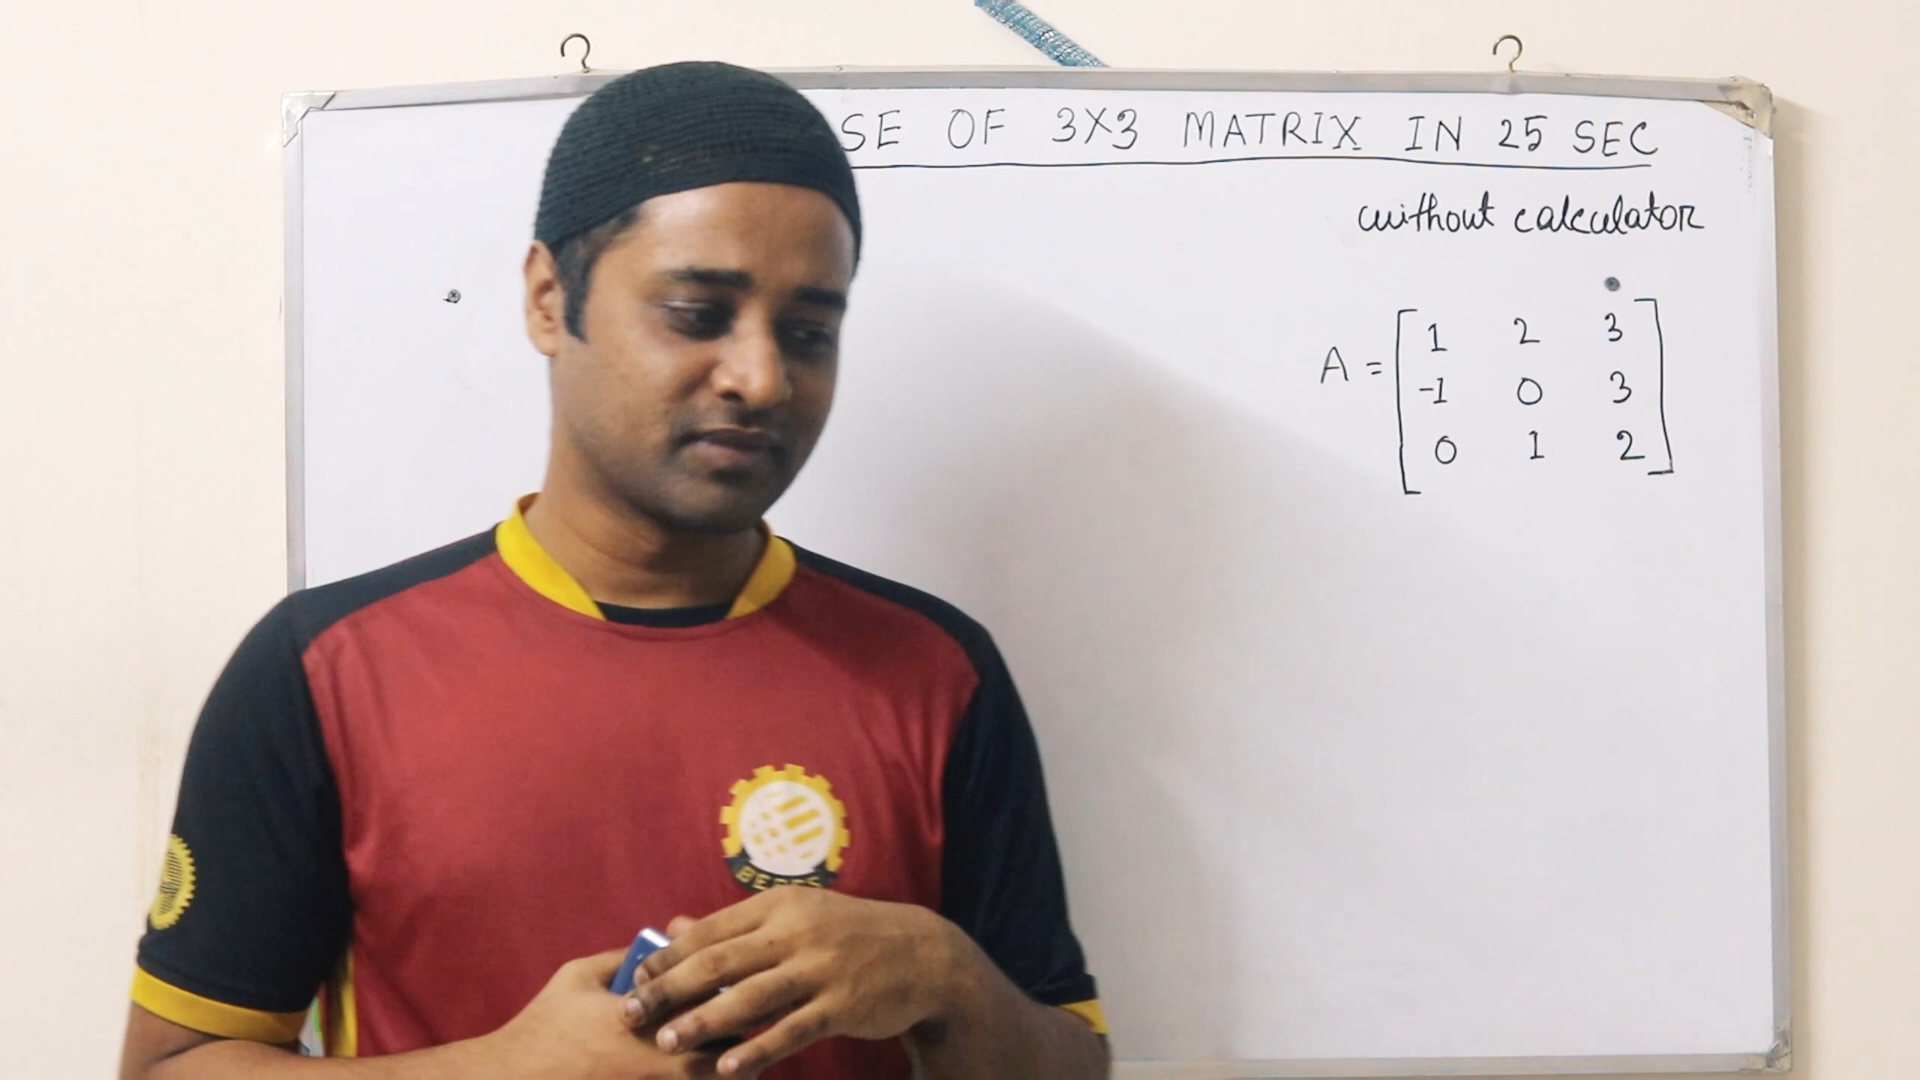 SE OF 3X3 MATRIX IN 25 SEC
without calculator
A = [ 1 2 3
-1 0 3
0 1 2 ]